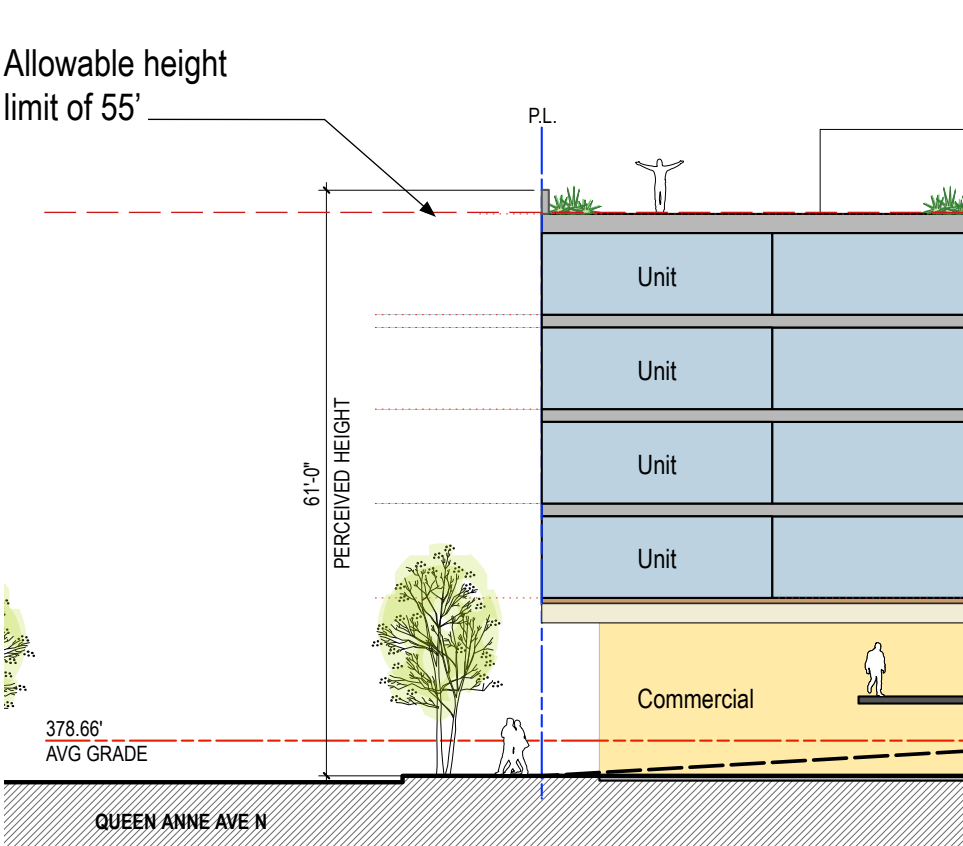 Allowable height
limit of 55’
P.L.
Unit
Unit
Unit
Unit
61'-0"
PERCEIVED HEIGHT
Commercial
378.66'
AVG GRADE
QUEEN ANNE AVE N